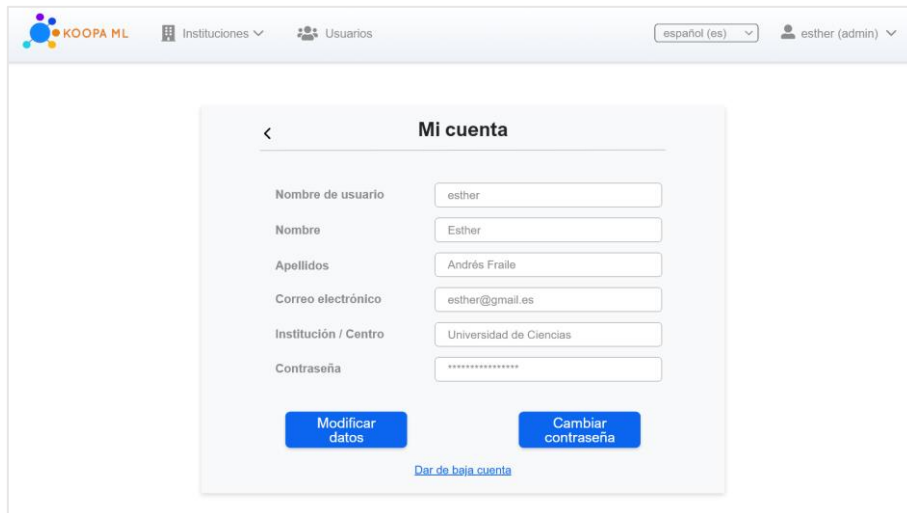 KOOPA ML Instituciones Usuarios español (es) esther (admin)
Mi cuenta
Nombre de usuario esther
Nombre Esther
Apellidos Andrés Fraile
Correo electrónico esther@gmail.es
Institución / Centro Universidad de Ciencias
Contraseña ****************
Modificar
datos
Cambiar
contraseña
Dar de baja cuenta